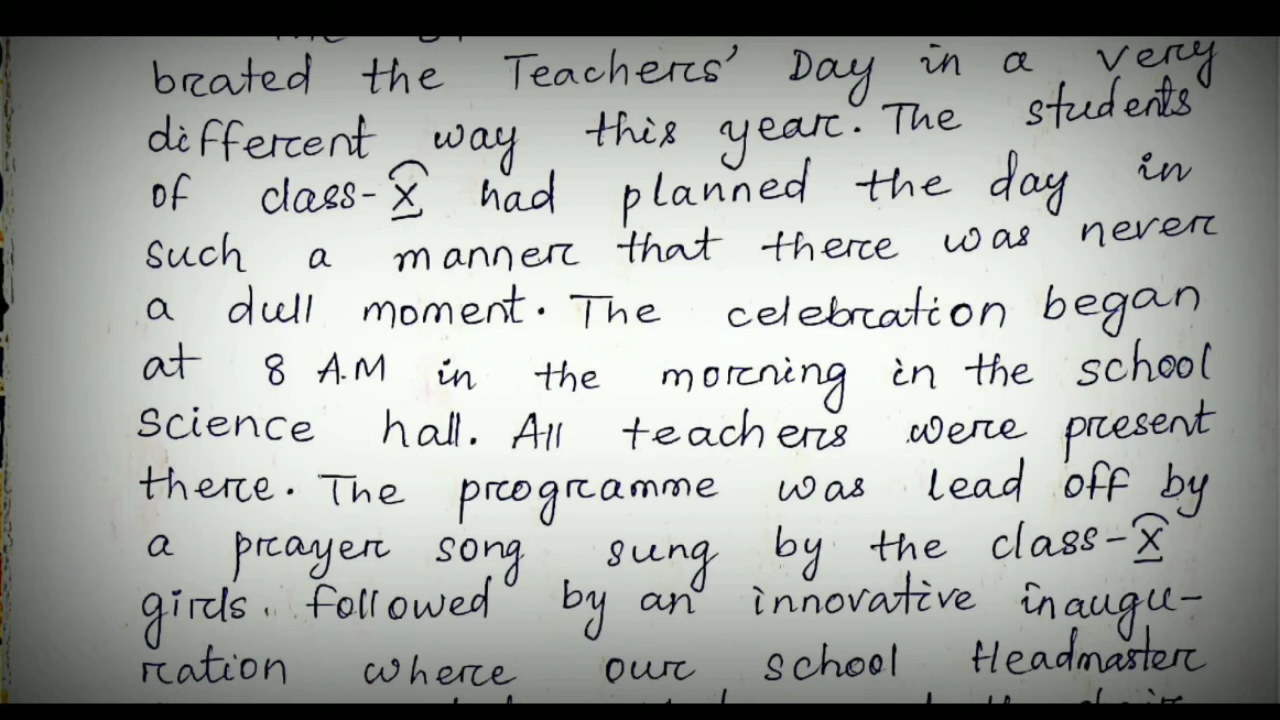 brated the Teachers' Day in a very
different way this year. The students
of class-X had planned the day in
such a manner that there was never
a dull moment. The celebration began
at 8 A.M in the morning in the school
Science hall. All teachers were present
there. The programme was lead off by
a prayer song sung by the class-X
girls. followed by an innovative inaugu-
ration where our school Headmaster